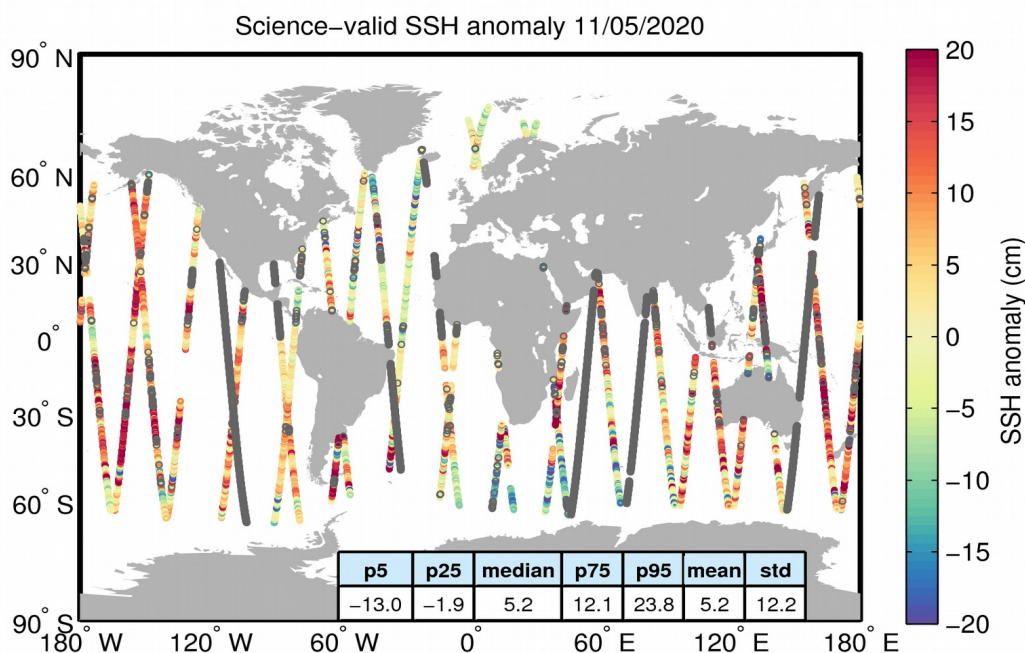 Science−valid SSH anomaly 11/05/2020
90° N
60° N
30° N
0°
30° S
60° S
90° S
180° W
120° W
60° W
0°
60° E
120° E
180° E
p5 p25 median p75 p95 mean std
−13.0 −1.9 5.2 12.1 23.8 5.2 12.2
20
15
10
5
0
−5
−10
−15
−20
SSH anomaly (cm)